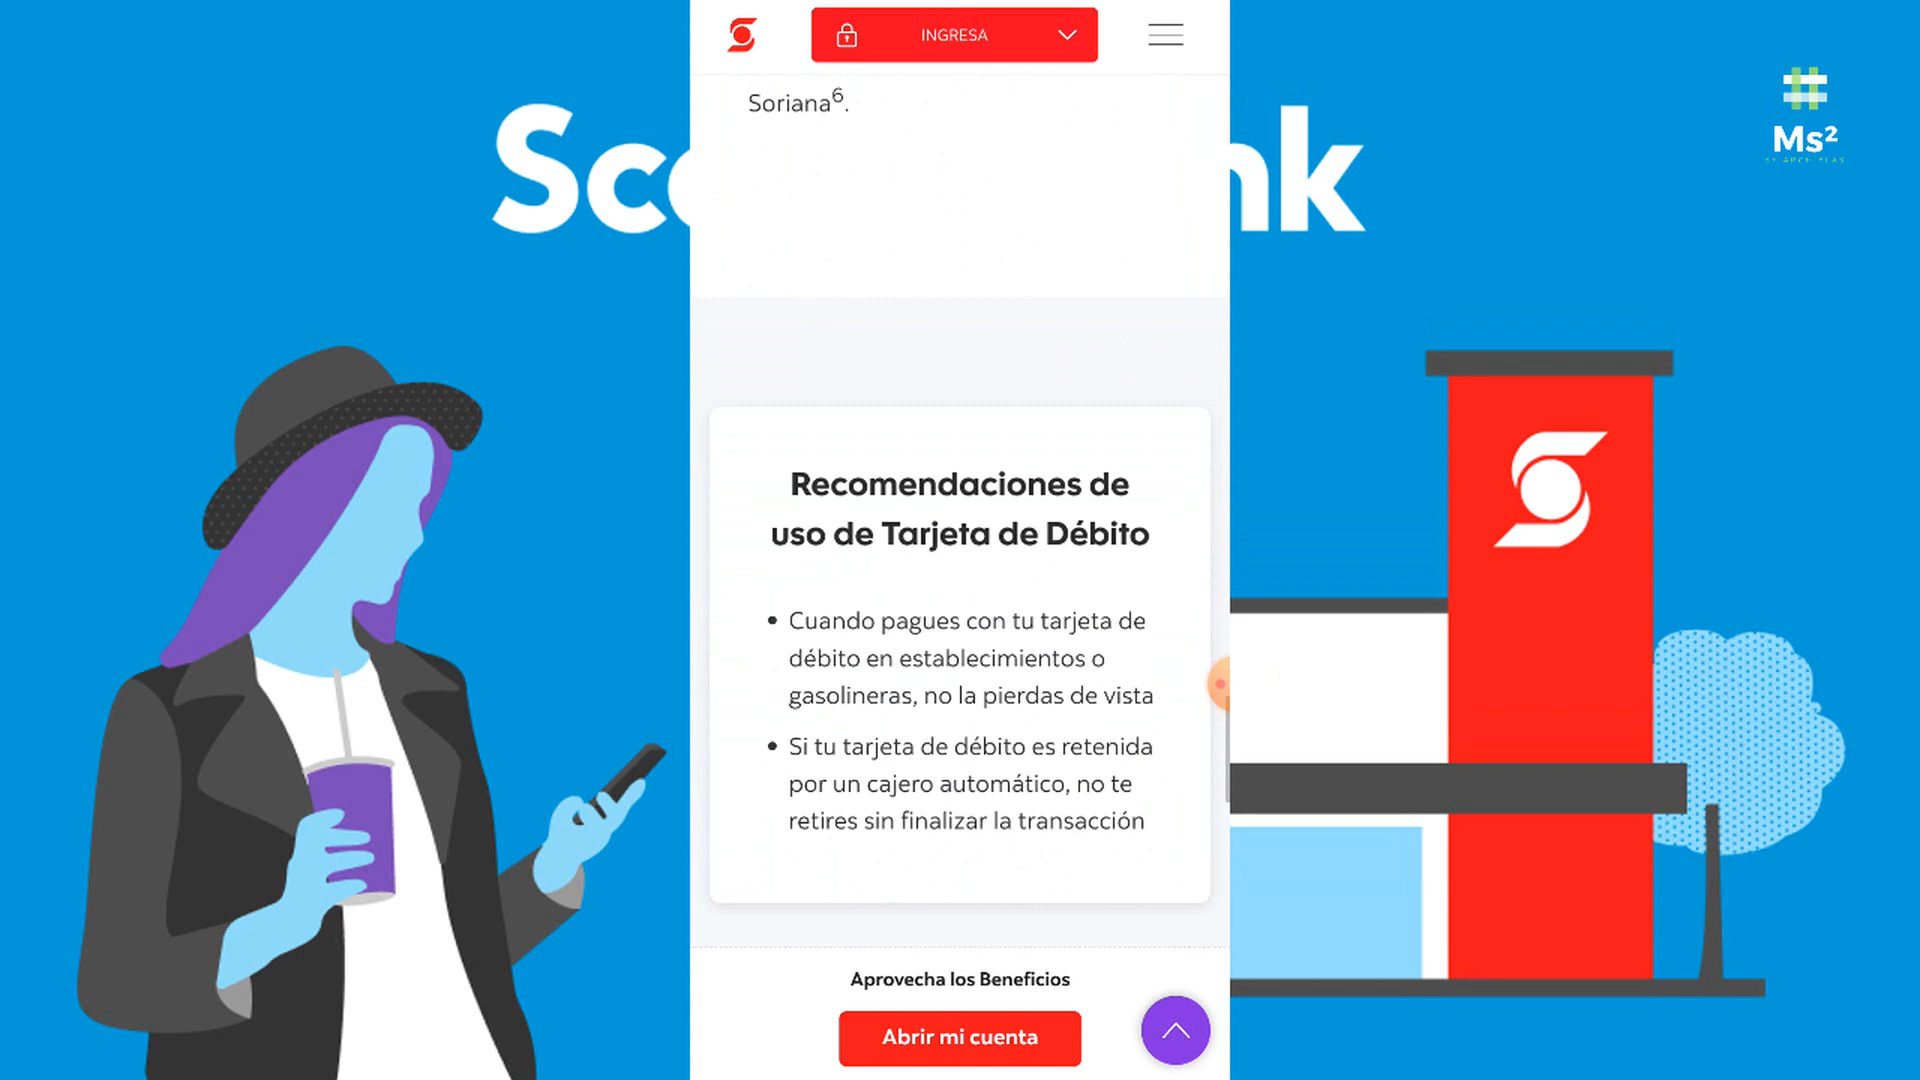 INGRESA
Soriana⁶.
Sc nk
Ms²
Recomendaciones de
uso de Tarjeta de Débito
• Cuando pagues con tu tarjeta de
débito en establecimientos o
gasolineras, no la pierdas de vista
• Si tu tarjeta de débito es retenida
por un cajero automático, no te
retires sin finalizar la transacción
Aprovecha los Beneficios
Abrir mi cuenta